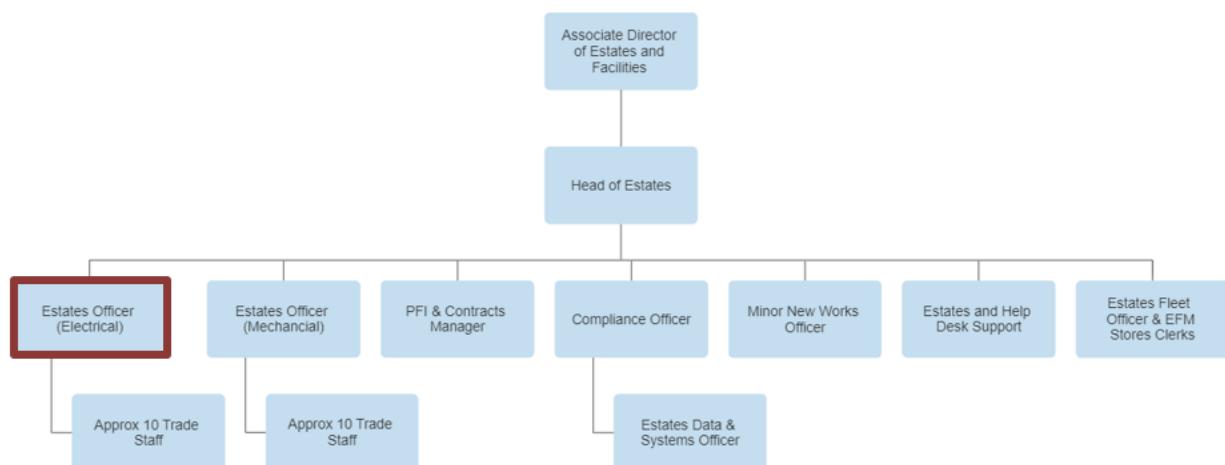 Associate Director
of Estates and
Facilities
Head of Estates
Estates Officer
(Electrical)
Estates Officer
(Mechancial)
PFI & Contracts
Manager
Compliance Officer
Minor New Works
Officer
Estates and Help
Desk Support
Estates Fleet
Officer & EFM
Stores Clerks
Approx 10 Trade
Staff
Approx 10 Trade
Staff
Estates Data &
Systems Officer